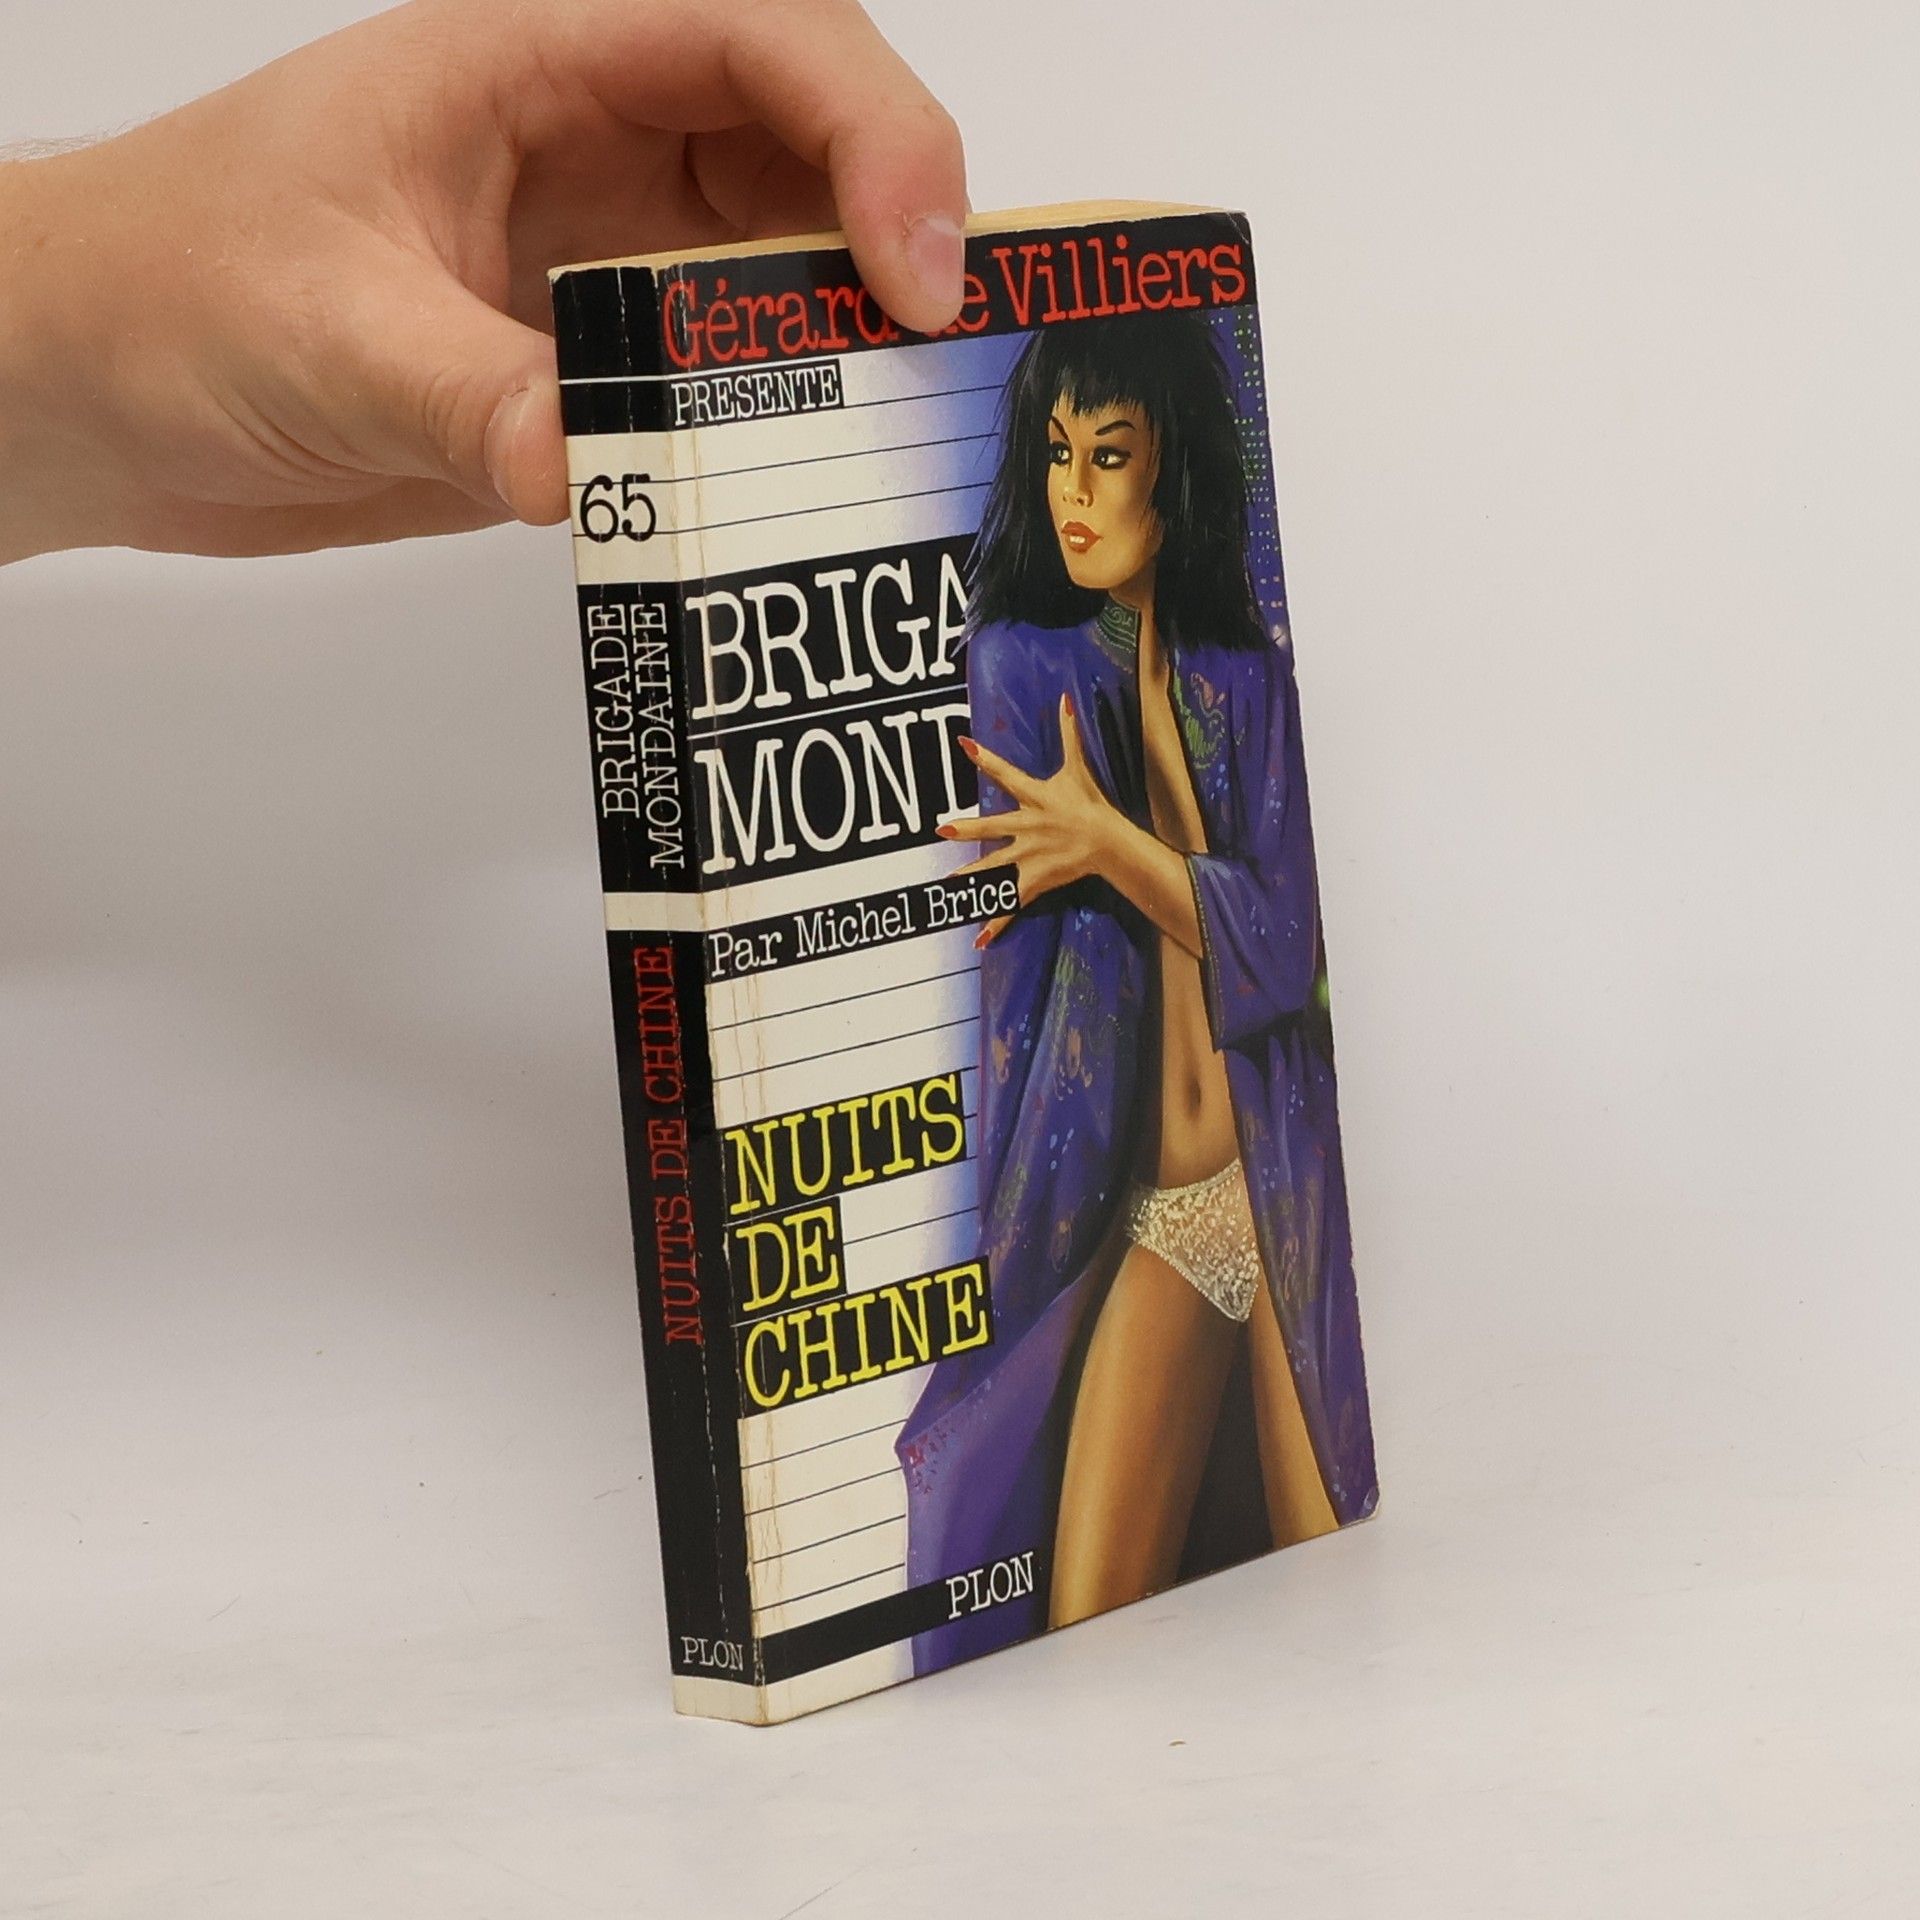 Gérard de Villiers
PRESENTE
BRIGA
MOND
Par Michel Brice
NUITS
DE
CHINE
PLON
65
BRIGADE
MONDAINE
NUITS DE CHINE
PLON